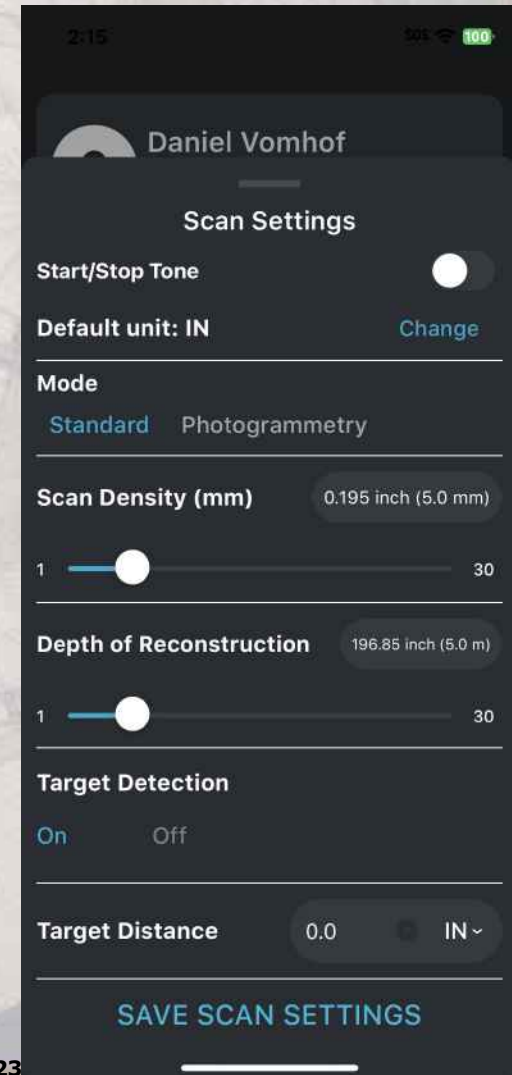 2:15 SOS 100
Daniel Vomhof
Scan Settings
Start/Stop Tone
Default unit: IN Change
Mode
Standard Photogrammetry
Scan Density (mm) 0.195 inch (5.0 mm)
1 30
Depth of Reconstruction 196.85 inch (5.0 m)
1 30
Target Detection
On Off
Target Distance 0.0 IN
SAVE SCAN SETTINGS
23